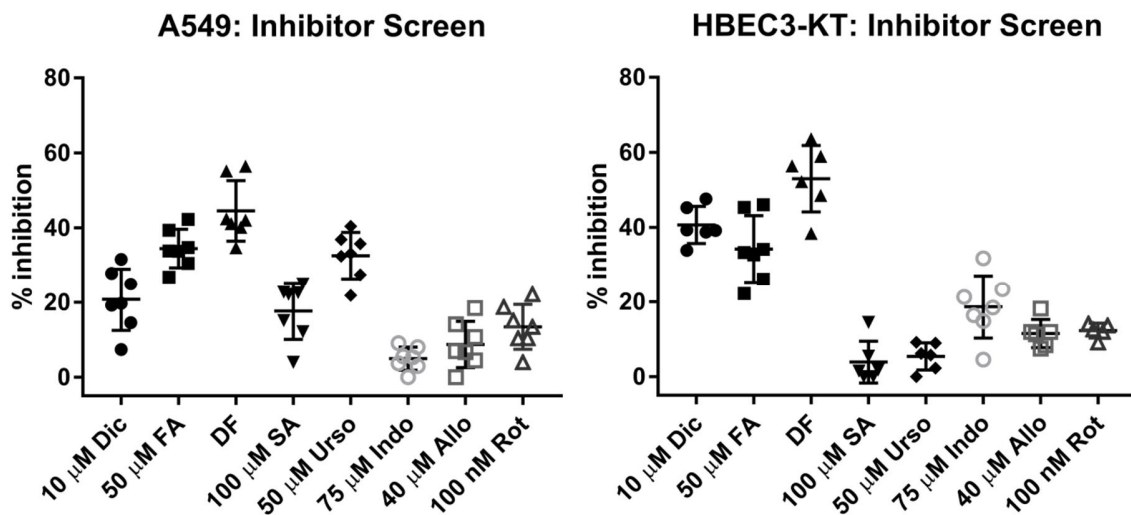 A549: Inhibitor Screen
% inhibition
80
60
40
20
0
10 μM Dic
50 μM FA
DF
100 μM SA
50 μM Urso
75 μM Indo
40 μM Allo
100 nM Rot
HBEC3-KT: Inhibitor Screen
% inhibition
80
60
40
20
0
10 μM Dic
50 μM FA
DF
100 μM SA
50 μM Urso
75 μM Indo
40 μM Allo
100 nM Rot